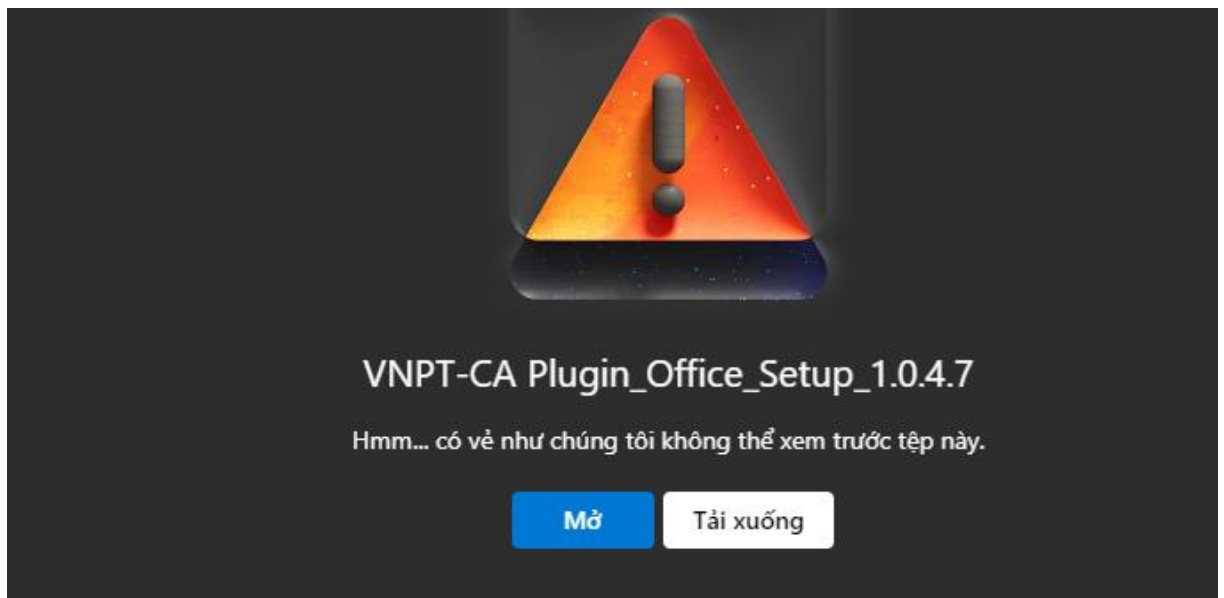 VNPT-CA Plugin_Office_Setup_1.0.4.7
Hmm... có vẻ như chúng tôi không thể xem trước tệp này.
Mở
Tải xuống